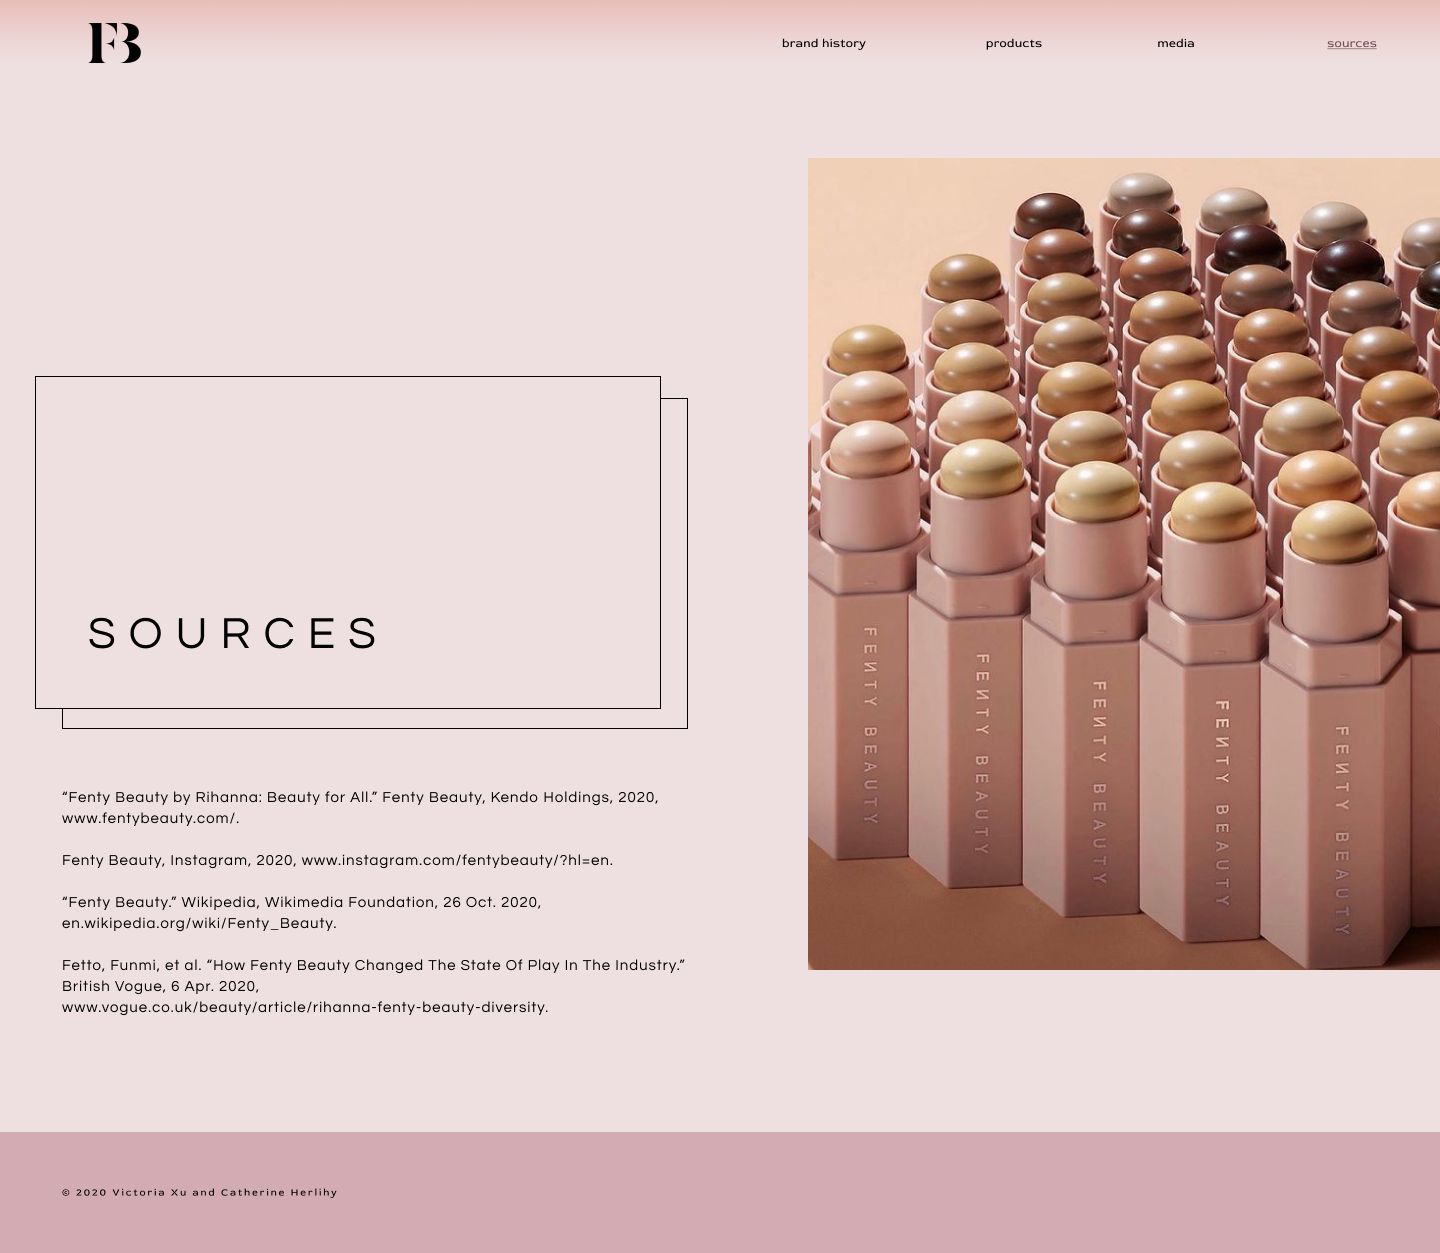 FB
brand history
products
media
sources
SOURCES
“Fenty Beauty by Rihanna: Beauty for All.” Fenty Beauty, Kendo Holdings, 2020,
www.fentybeauty.com/.
Fenty Beauty, Instagram, 2020, www.instagram.com/fentybeauty/?hl=en.
“Fenty Beauty.” Wikipedia, Wikimedia Foundation, 26 Oct. 2020,
en.wikipedia.org/wiki/Fenty_Beauty.
Fetto, Funmi, et al. “How Fenty Beauty Changed The State Of Play In The Industry.”
British Vogue, 6 Apr. 2020,
www.vogue.co.uk/beauty/article/rihanna-fenty-beauty-diversity.
FENTY BEAUTY
FENTY BEAUTY
FENTY BEAUTY
FENTY BEAUTY
FENTY BEAUTY
© 2020 Victoria Xu and Catherine Herlihy